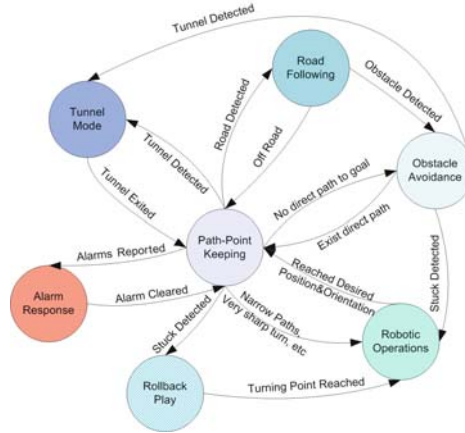 Tunnel Detected
Road
Following
Obstacle Detected
Tunnel
Mode
Road Detected
Off Road
Tunnel Detected
Obstacle
Avoidance
No direct path to goal
Tunnel Exited
Exist direct path
Path-Point
Keeping
Alarms Reported
Reached Desired
Position&Orientation
Stuck Detected
Alarm
Response
Alarm Cleared
Narrow Paths,
Very sharp turn, etc
Stuck Detected
Robotic
Operations
Rollback
Play
Turning Point Reached